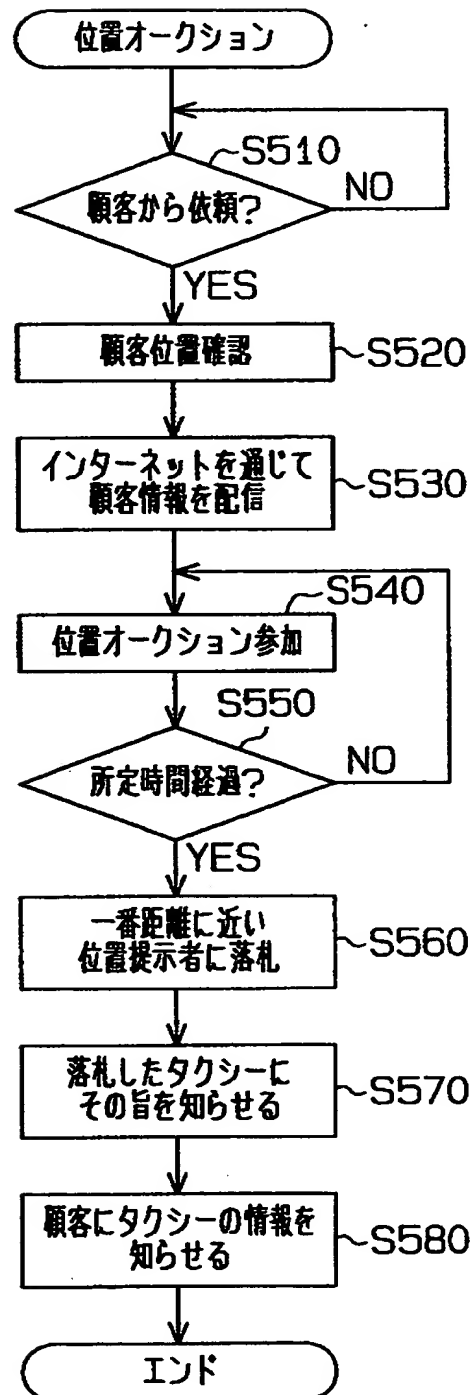 位置オークション
S510
顧客から依頼?
NO
YES
顧客位置確認
S520
インターネットを通じて
顧客情報を配信
S530
S540
位置オークション参加
S550
所定時間経過?
NO
YES
一番距離に近い
位置提示者に落札
S560
落札したタクシーに
その旨を知らせる
S570
顧客にタクシーの情報を
知らせる
S580
エンド